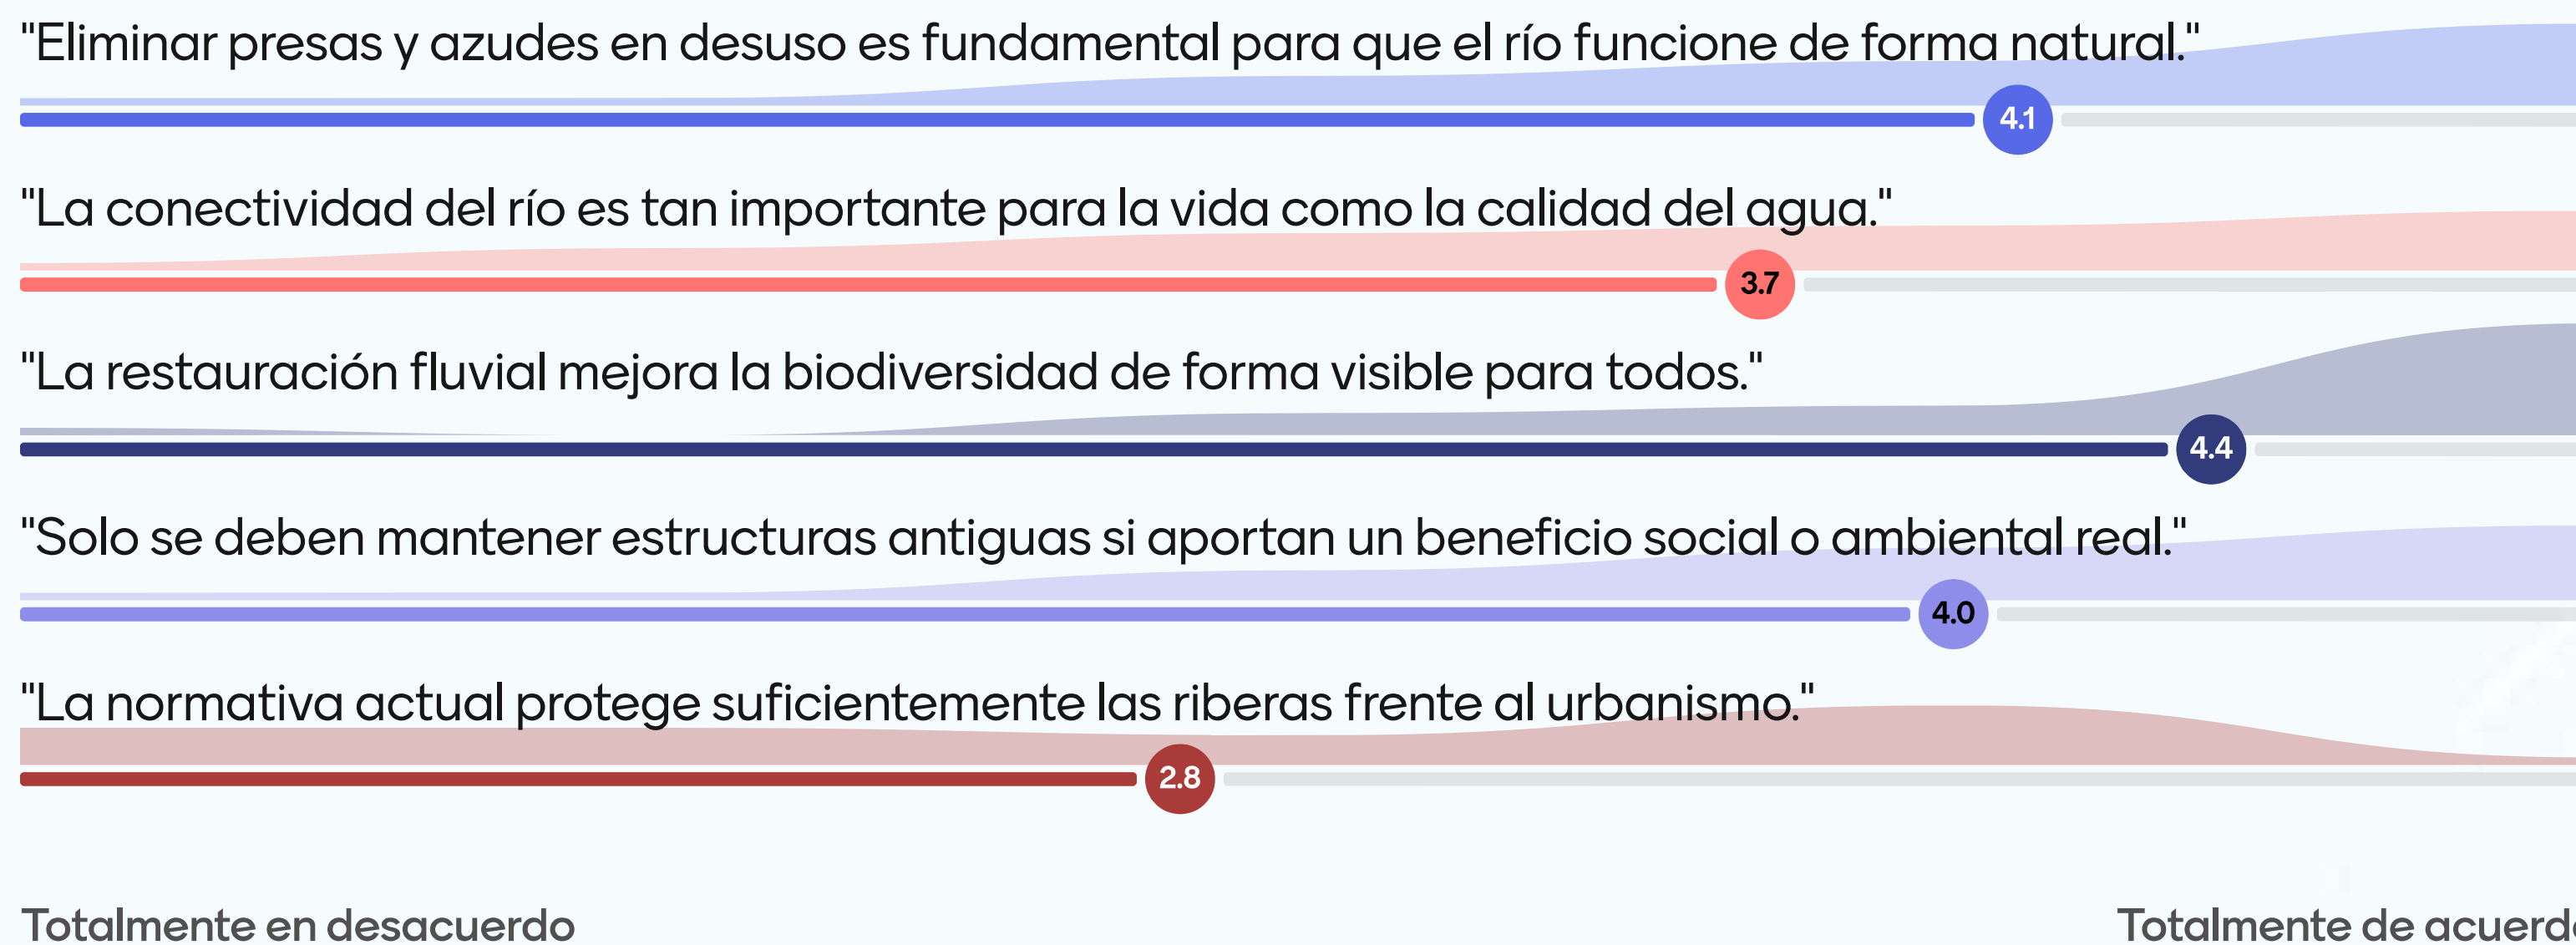 "Eliminar presas y azudes en desuso es fundamental para que el río funcione de forma natural."
4.1
"La conectividad del río es tan importante para la vida como la calidad del agua."
3.7
"La restauración fluvial mejora la biodiversidad de forma visible para todos."
4.4
"Solo se deben mantener estructuras antiguas si aportan un beneficio social o ambiental real."
4.0
"La normativa actual protege suficientemente las riberas frente al urbanismo."
2.8
Totalmente en desacuerdo
Totalmente de acuerd